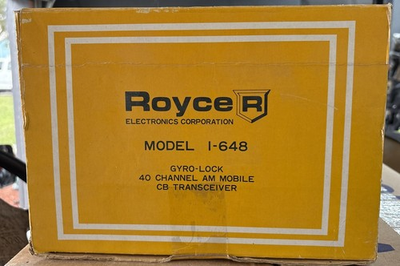 Royce R
ELECTRONICS CORPORATION
MODEL I-648
GYRO-LOCK
40 CHANNEL AM MOBILE
CB TRANSCEIVER